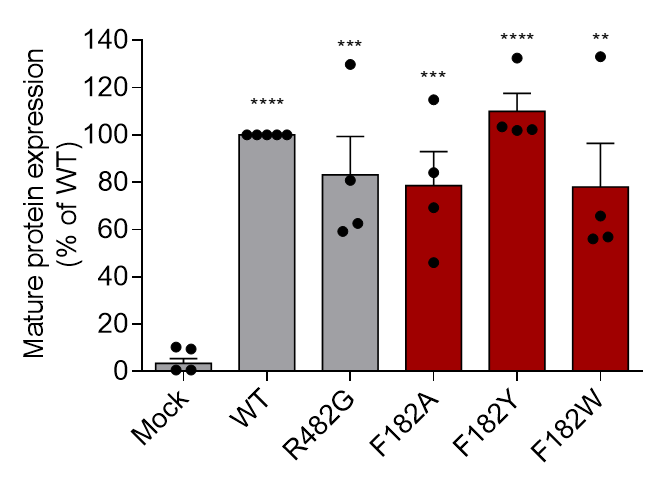 Mature protein expression
(% of WT)
140
120
100
80
60
40
20
0
****
***
***
****
**
Mock
WT
R482G
F182A
F182Y
F182W